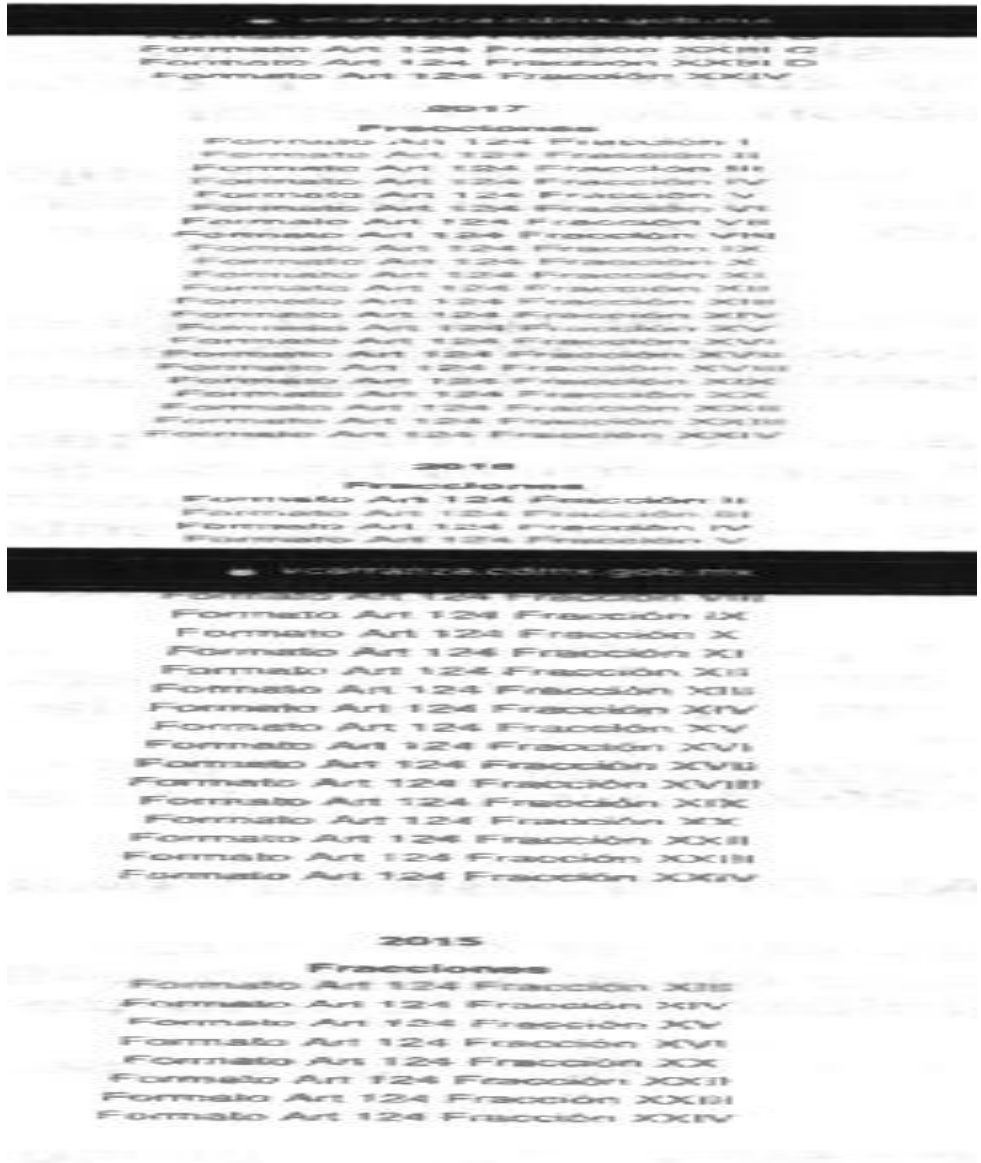 vcarranza.cdmx.gob.mx
Formato Art 124 Fracción XXIII C
Formato Art 124 Fracción XXIII D
Formato Art 124 Fracción XXIV
2017
Fracciones
Formato Art 124 Fracción I
Formato Art 124 Fracción II
Formato Art 124 Fracción III
Formato Art 124 Fracción IV
Formato Art 124 Fracción V
Formato Art 124 Fracción VI
Formato Art 124 Fracción VII
Formato Art 124 Fracción VIII
Formato Art 124 Fracción IX
Formato Art 124 Fracción X
Formato Art 124 Fracción XI
Formato Art 124 Fracción XII
Formato Art 124 Fracción XIII
Formato Art 124 Fracción XIV
Formato Art 124 Fracción XV
Formato Art 124 Fracción XVI
Formato Art 124 Fracción XVII
Formato Art 124 Fracción XVIII
Formato Art 124 Fracción XIX
Formato Art 124 Fracción XX
Formato Art 124 Fracción XXII
Formato Art 124 Fracción XXIII
Formato Art 124 Fracción XXIV
2016
Fracciones
Formato Art 124 Fracción II
Formato Art 124 Fracción III
Formato Art 124 Fracción IV
Formato Art 124 Fracción V
vcarranza.cdmx.gob.mx
Formato Art 124 Fracción VIII
Formato Art 124 Fracción IX
Formato Art 124 Fracción X
Formato Art 124 Fracción XI
Formato Art 124 Fracción XII
Formato Art 124 Fracción XIII
Formato Art 124 Fracción XIV
Formato Art 124 Fracción XV
Formato Art 124 Fracción XVI
Formato Art 124 Fracción XVII
Formato Art 124 Fracción XVIII
Formato Art 124 Fracción XIX
Formato Art 124 Fracción XX
Formato Art 124 Fracción XXII
Formato Art 124 Fracción XXIII
Formato Art 124 Fracción XXIV
2015
Fracciones
Formato Art 124 Fracción XIII
Formato Art 124 Fracción XIV
Formato Art 124 Fracción XV
Formato Art 124 Fracción XVI
Formato Art 124 Fracción XX
Formato Art 124 Fracción XXII
Formato Art 124 Fracción XXIII
Formato Art 124 Fracción XXIV